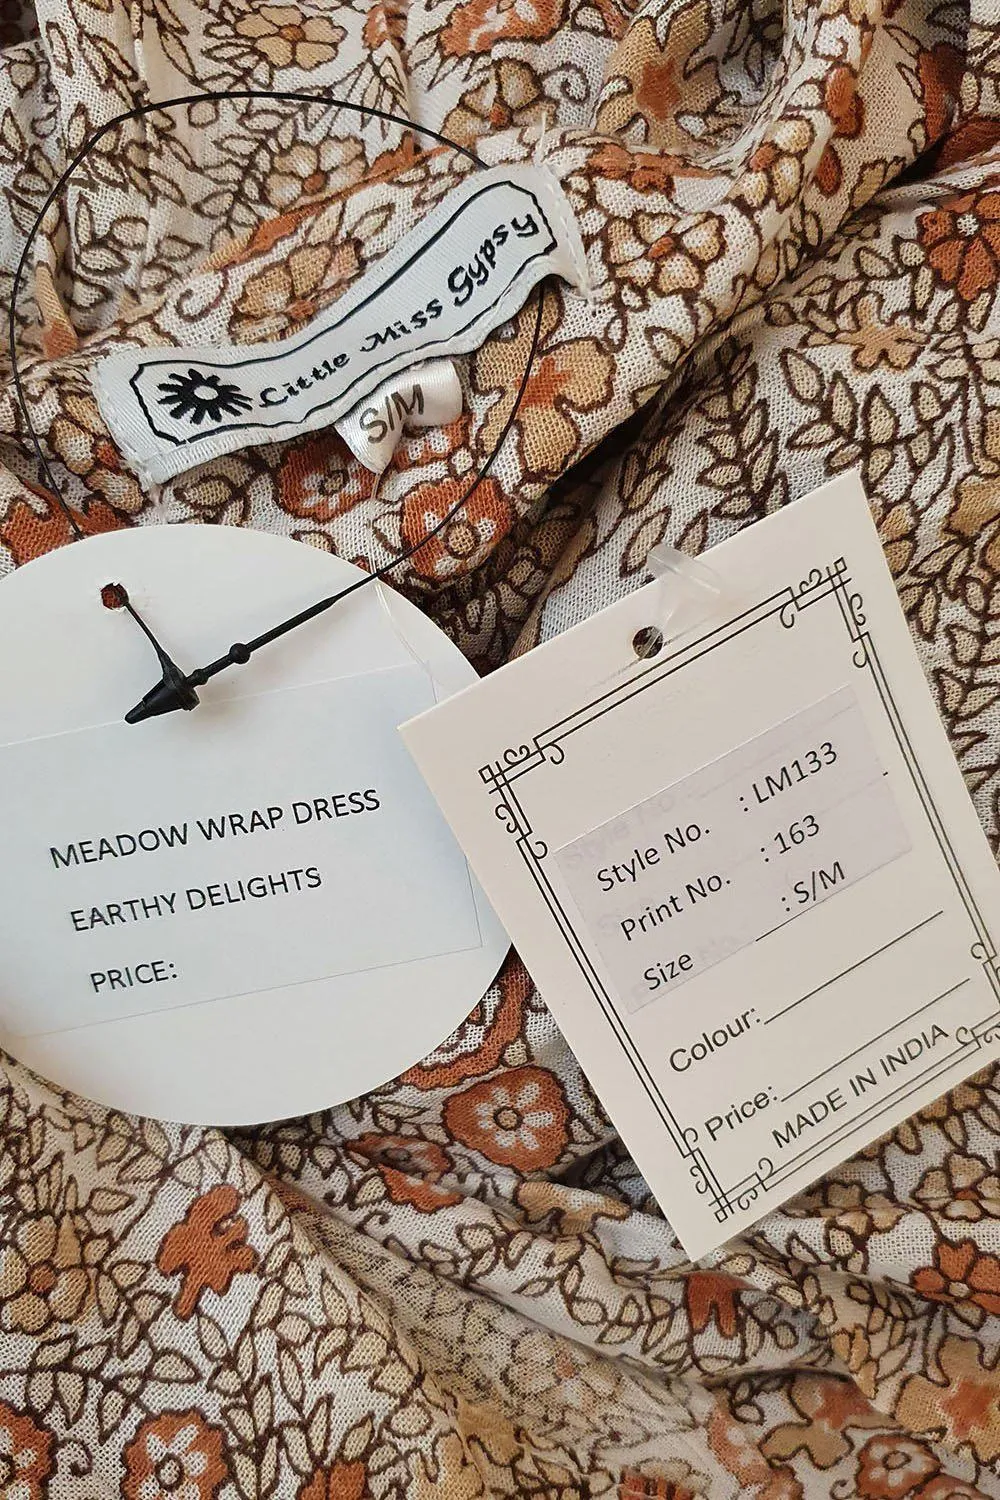 Little Miss Gypsy
S/M
MEADOW WRAP DRESS
EARTHY DELIGHTS
PRICE:
Style No. : LM133
Print No. : 163
Size : S/M
Colour:
Price:
MADE IN INDIA